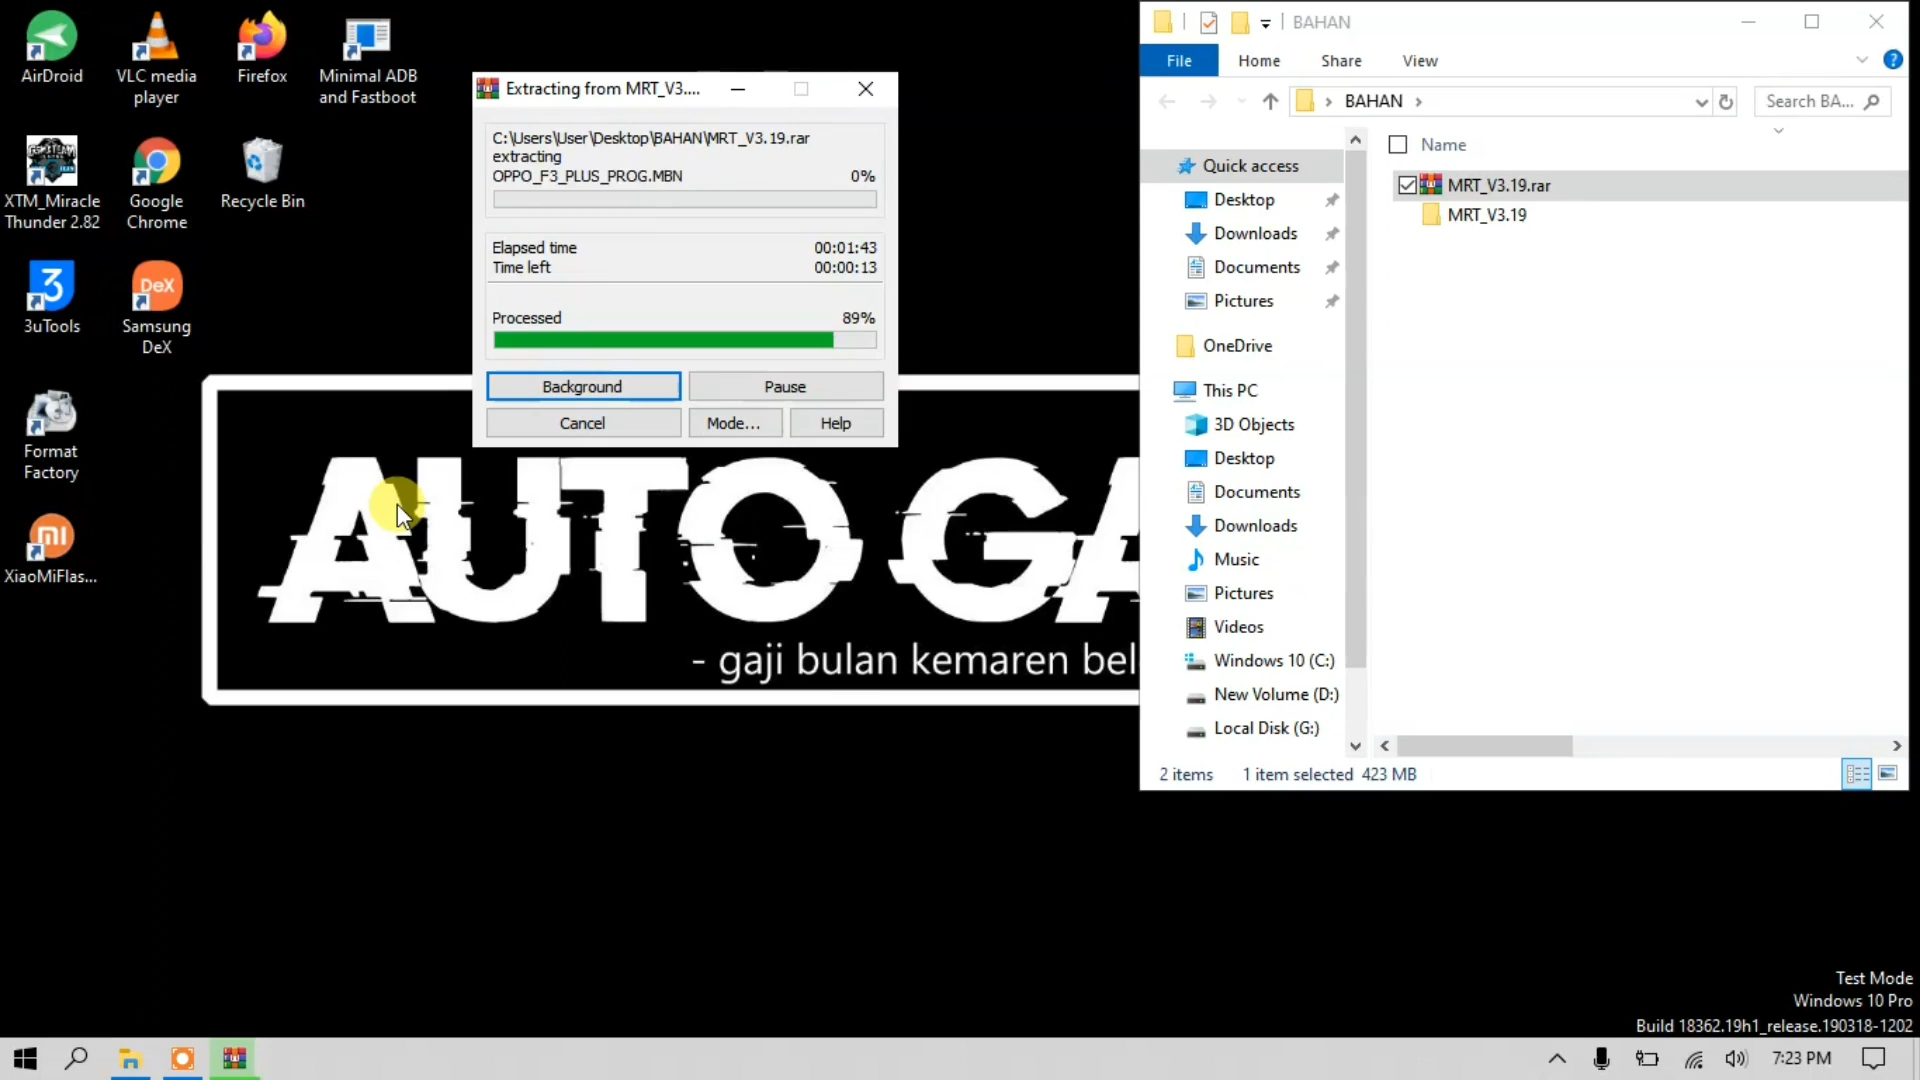 AirDroid
VLC media
player
Firefox
Minimal ADB
and Fastboot
XTM_Miracle
Thunder 2.82
Google
Chrome
Recycle Bin
3uTools
Samsung
DeX
Format
Factory
XiaoMiFlas...
Extracting from MRT_V3....
C:\Users\User\Desktop\BAHAN\MRT_V3.19.rar
extracting
OPPO_F3_PLUS_PROG.MBN 0%
Elapsed time 00:01:43
Time left 00:00:13
Processed 89%
Background Pause
Cancel Mode... Help
AUTO GA
- gaji bulan kemaren bel
BAHAN
File Home Share View
BAHAN
Search BA...
Quick access
Desktop
Downloads
Documents
Pictures
OneDrive
This PC
3D Objects
Desktop
Documents
Downloads
Music
Pictures
Videos
Windows 10 (C:)
New Volume (D:)
Local Disk (G:)
Name
MRT_V3.19.rar
MRT_V3.19
2 items 1 item selected 423 MB
Test Mode
Windows 10 Pro
Build 18362.19h1_release.190318-1202
7:23 PM